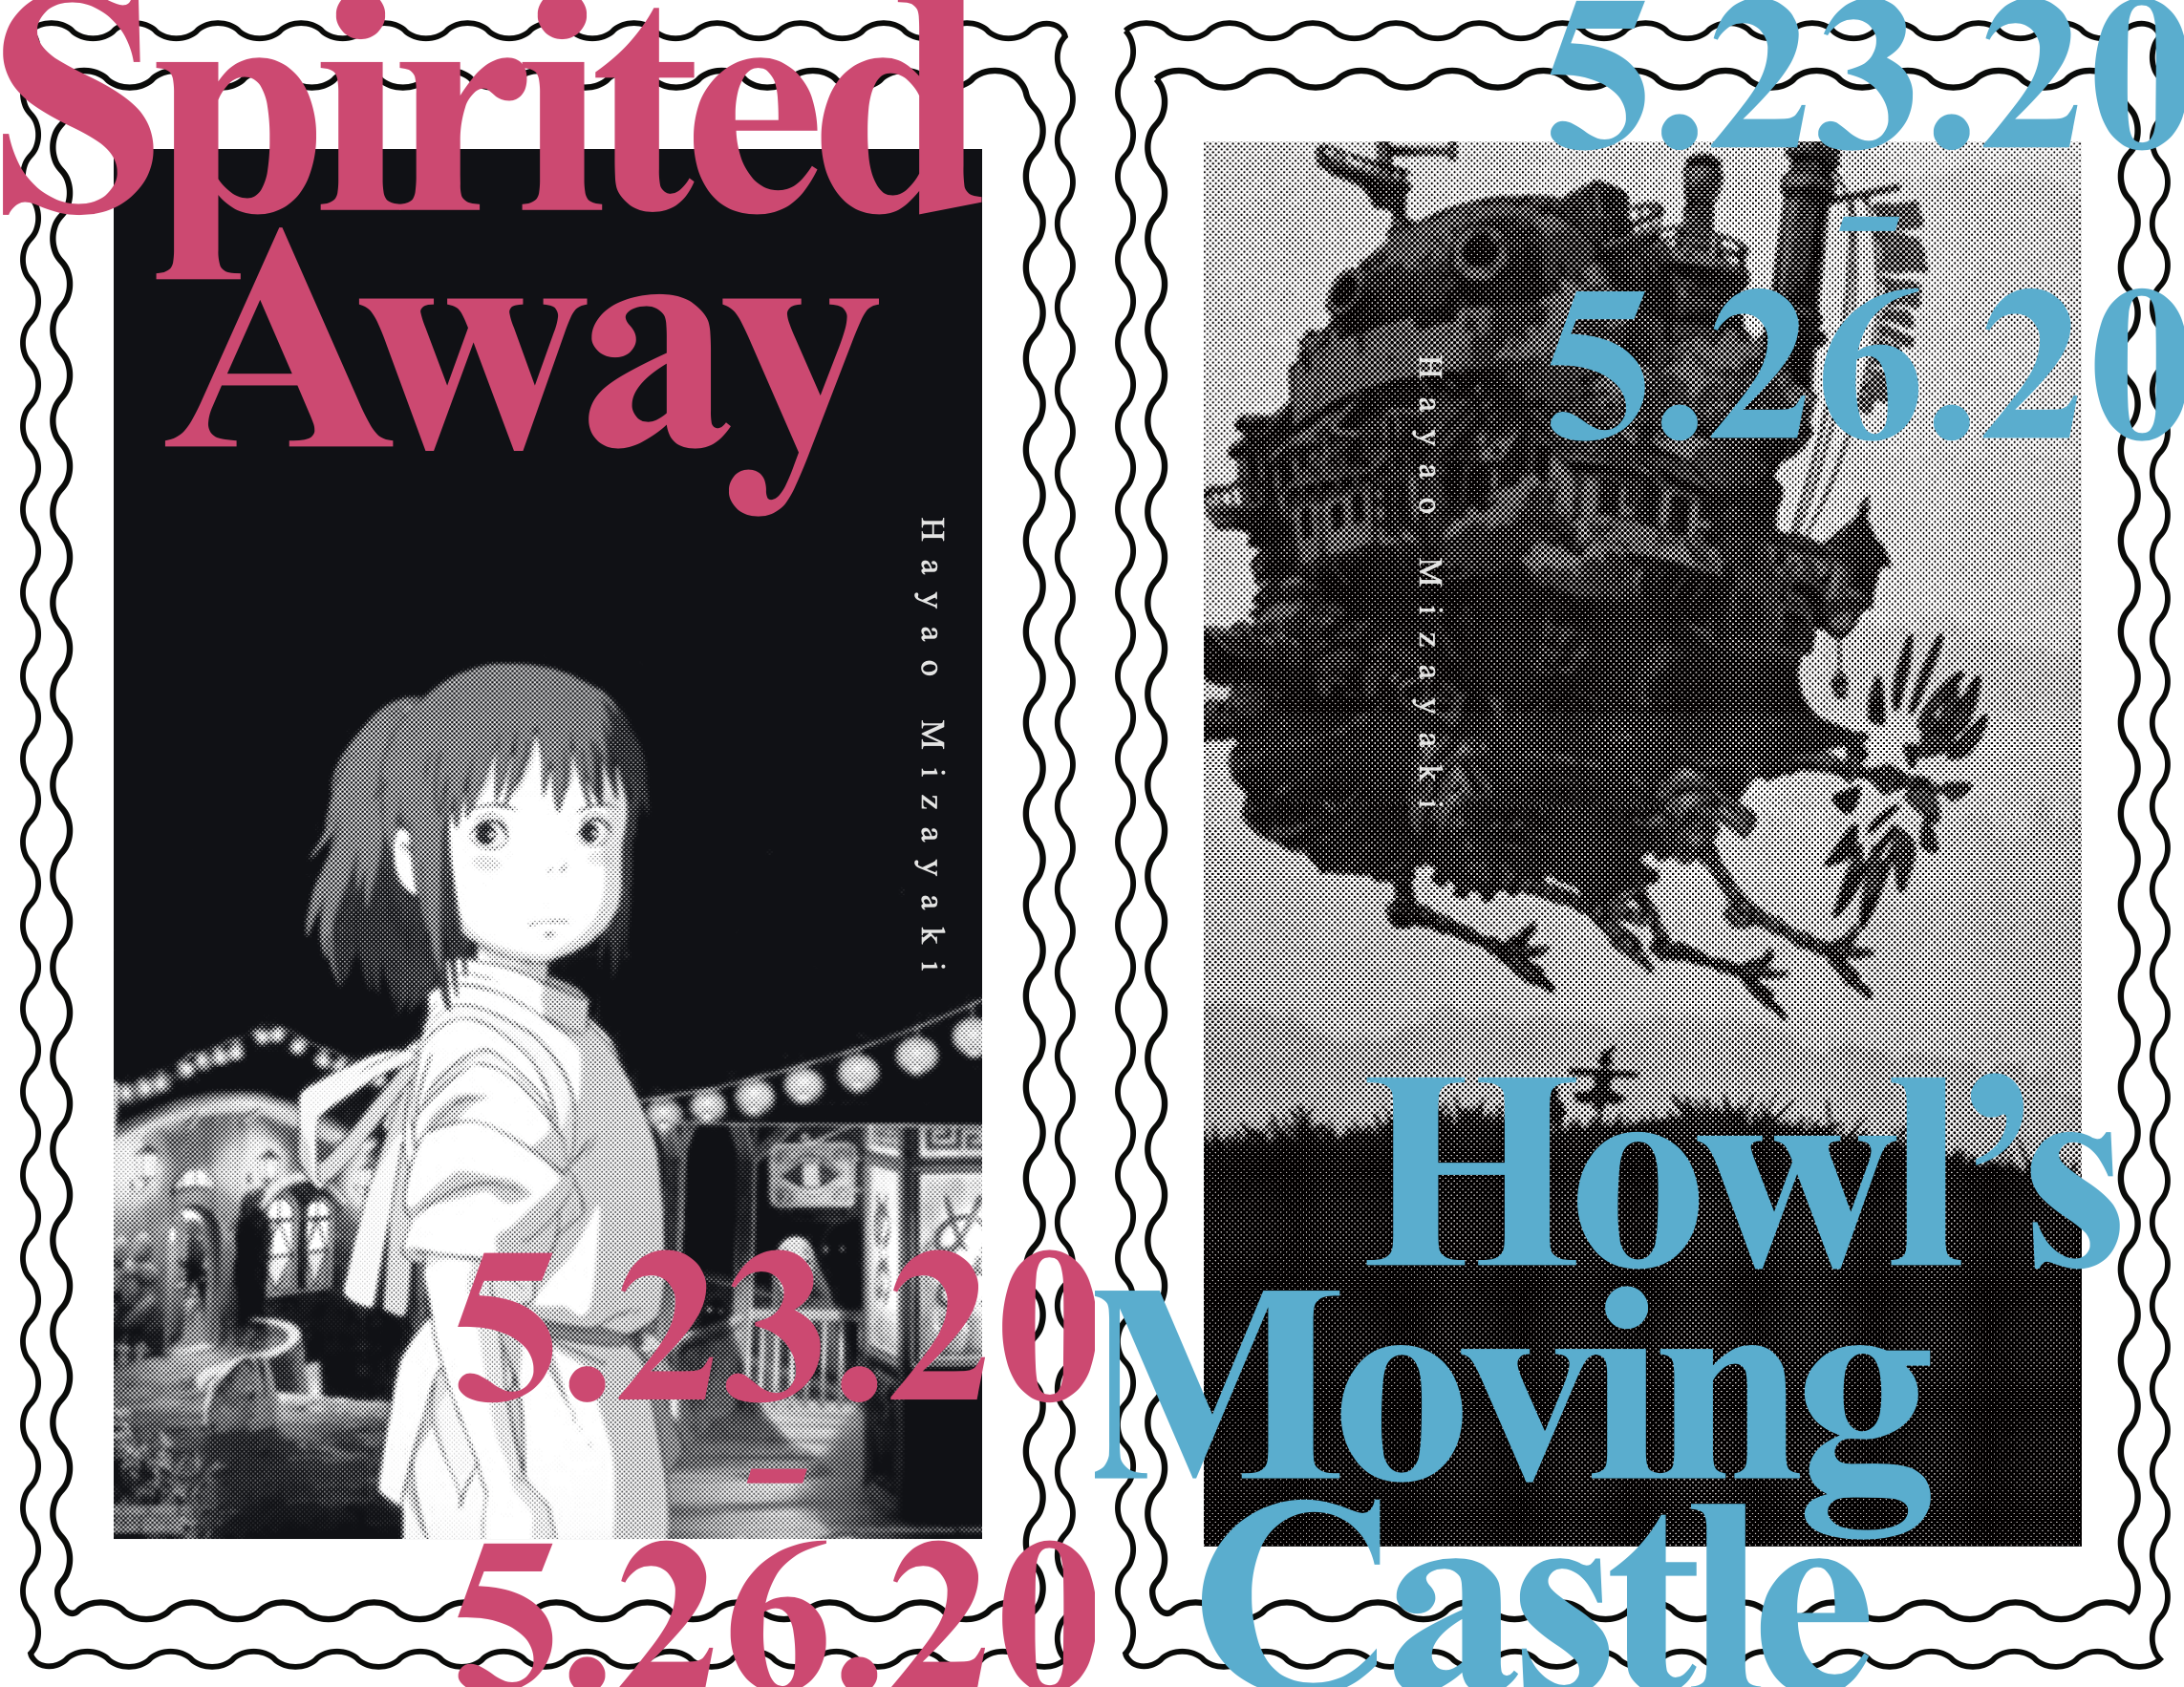 Spirited
Away
Hayao Mizayaki
5.23.20
-
5.26.20
5.23.20
-
5.26.20
Hayao Mizayaki
Howl’s
Moving
Castle